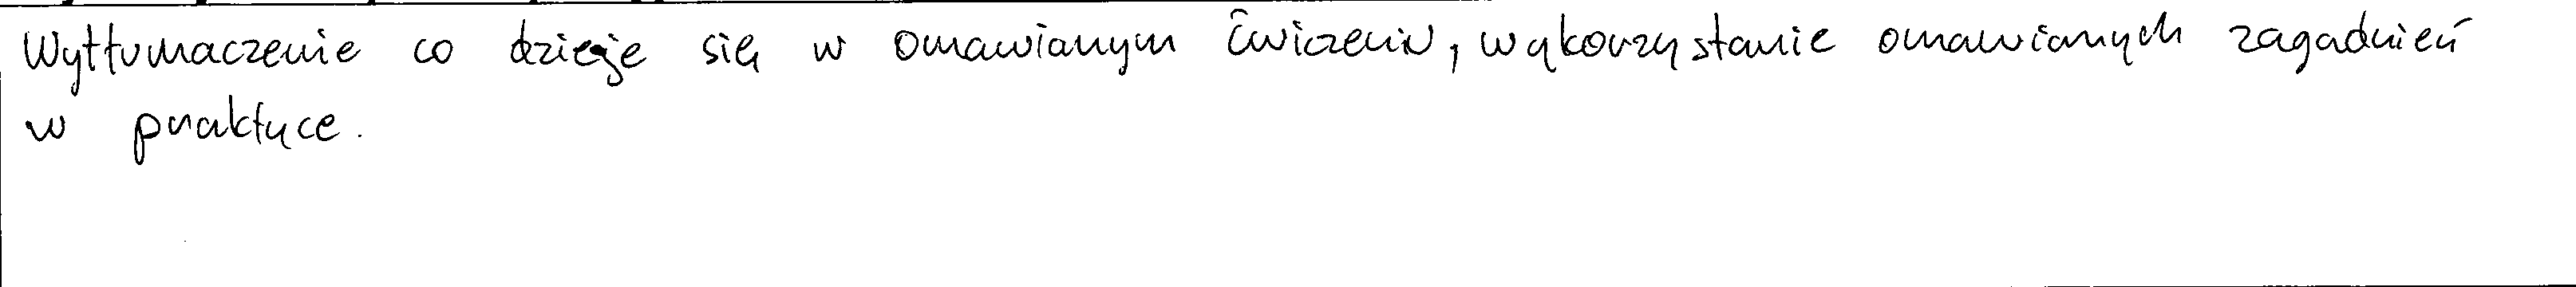 Wytłumaczenie co dzieje się w omawianym ćwiczeniu, wykorzystanie omawianych zagadnień
w praktyce.